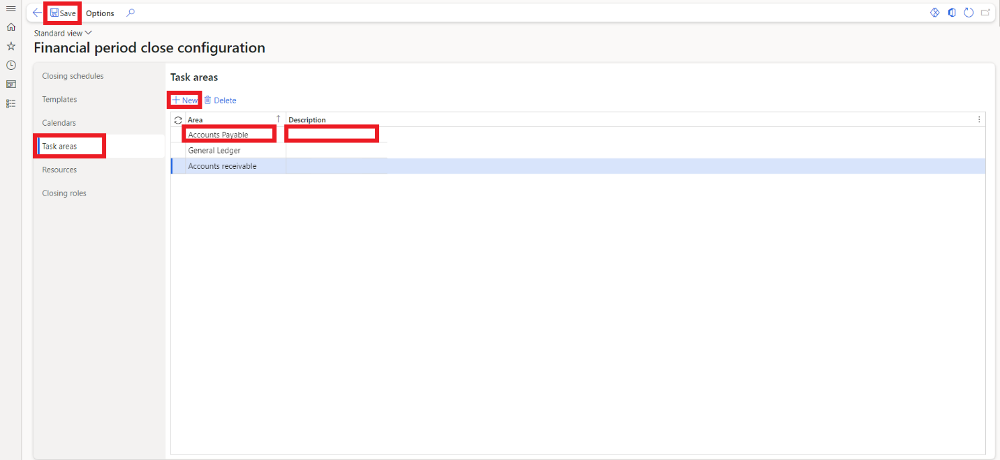 Save Options
Standard view
Financial period close configuration
Closing schedules
Templates
Calendars
Task areas
Resources
Closing roles
Task areas
New Delete
Area Description
Accounts Payable
General Ledger
Accounts receivable